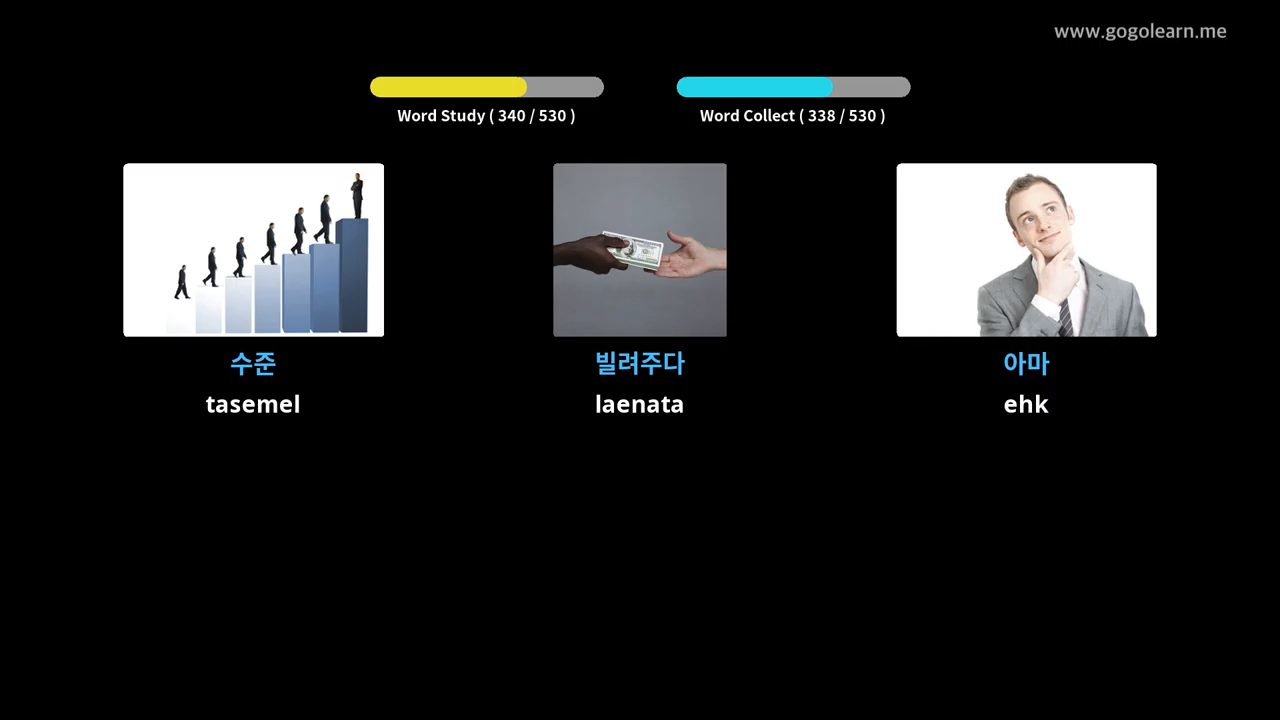 www.gogolearn.me
Word Study ( 340 / 530 )
Word Collect ( 338 / 530 )
수준
빌려주다
아마
tasemel
laenata
ehk